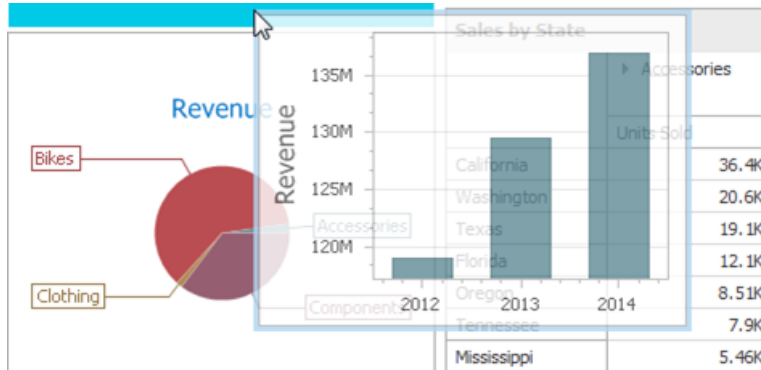 Sales by State
Revenue
Bikes
Accessories
Clothing
Components
Revenue
135M
130M
125M
120M
2012
2013
2014
Accessories
Units Sold
California 36.4K
Washington 20.6K
Texas 19.1K
Florida 12.1K
Oregon 8.51K
Tennessee 7.9K
Mississippi 5.46K